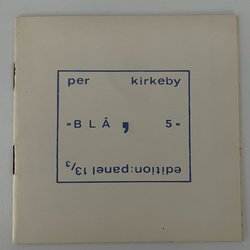 per kirkeby
»BLÅ , 5«
edition:panel 13/3